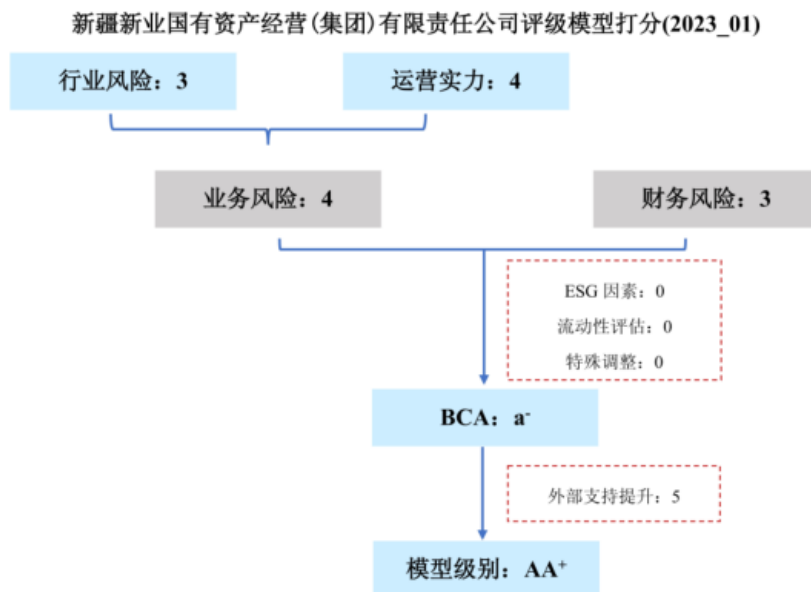 新疆新业国有资产经营(集团)有限责任公司评级模型打分(2023_01)
行业风险：3
运营实力：4
业务风险：4
财务风险：3
ESG 因素：0
流动性评估：0
特殊调整：0
BCA：a-
外部支持提升：5
模型级别：AA+